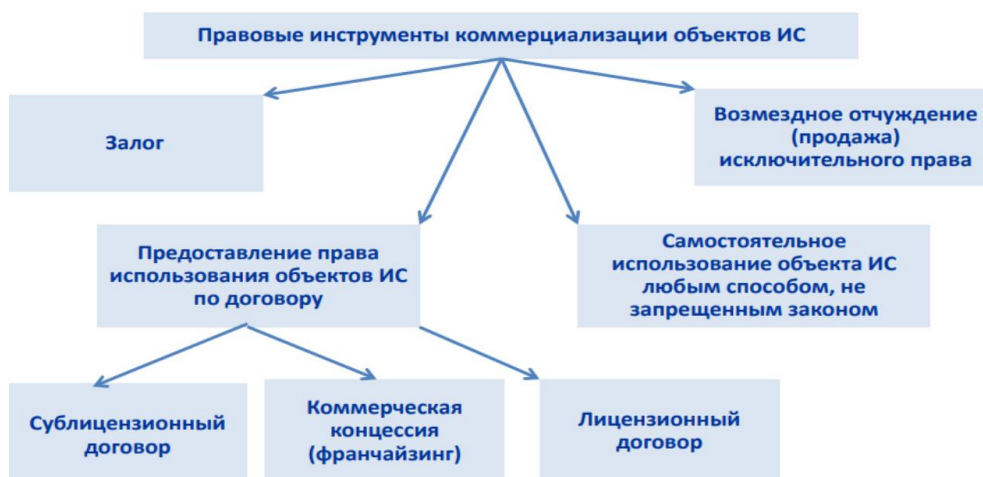 Правовые инструменты коммерциализации объектов ИС
Залог
Возмездное отчуждение
(продажа)
исключительного права
Предоставление права
использования объектов ИС
по договору
Самостоятельное
использование объекта ИС
любым способом, не
запрещенным законом
Сублицензионный
договор
Коммерческая
концессия
(франчайзинг)
Лицензионный
договор